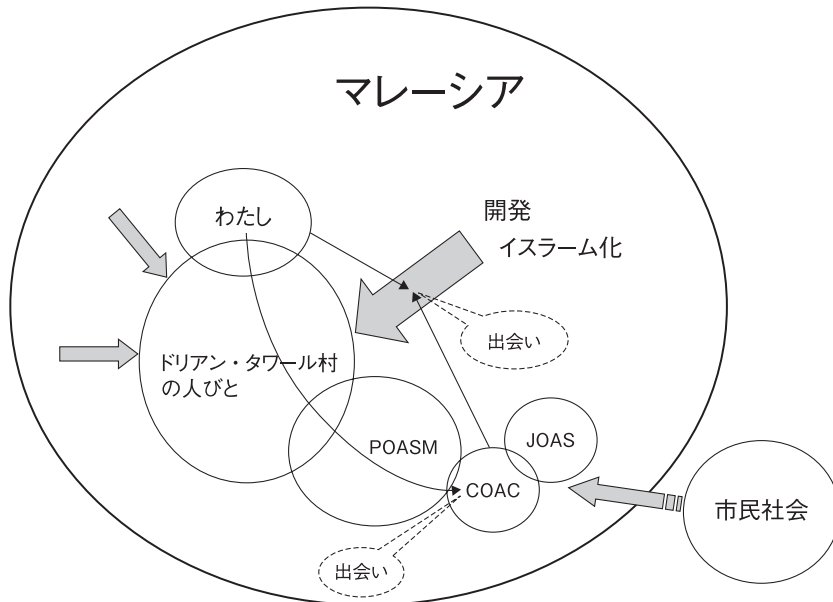 マレーシア
わたし
開発
イスラーム化
出会い
ドリアン・タワール村
の人びと
POASM
JOAS
COAC
市民社会
出会い